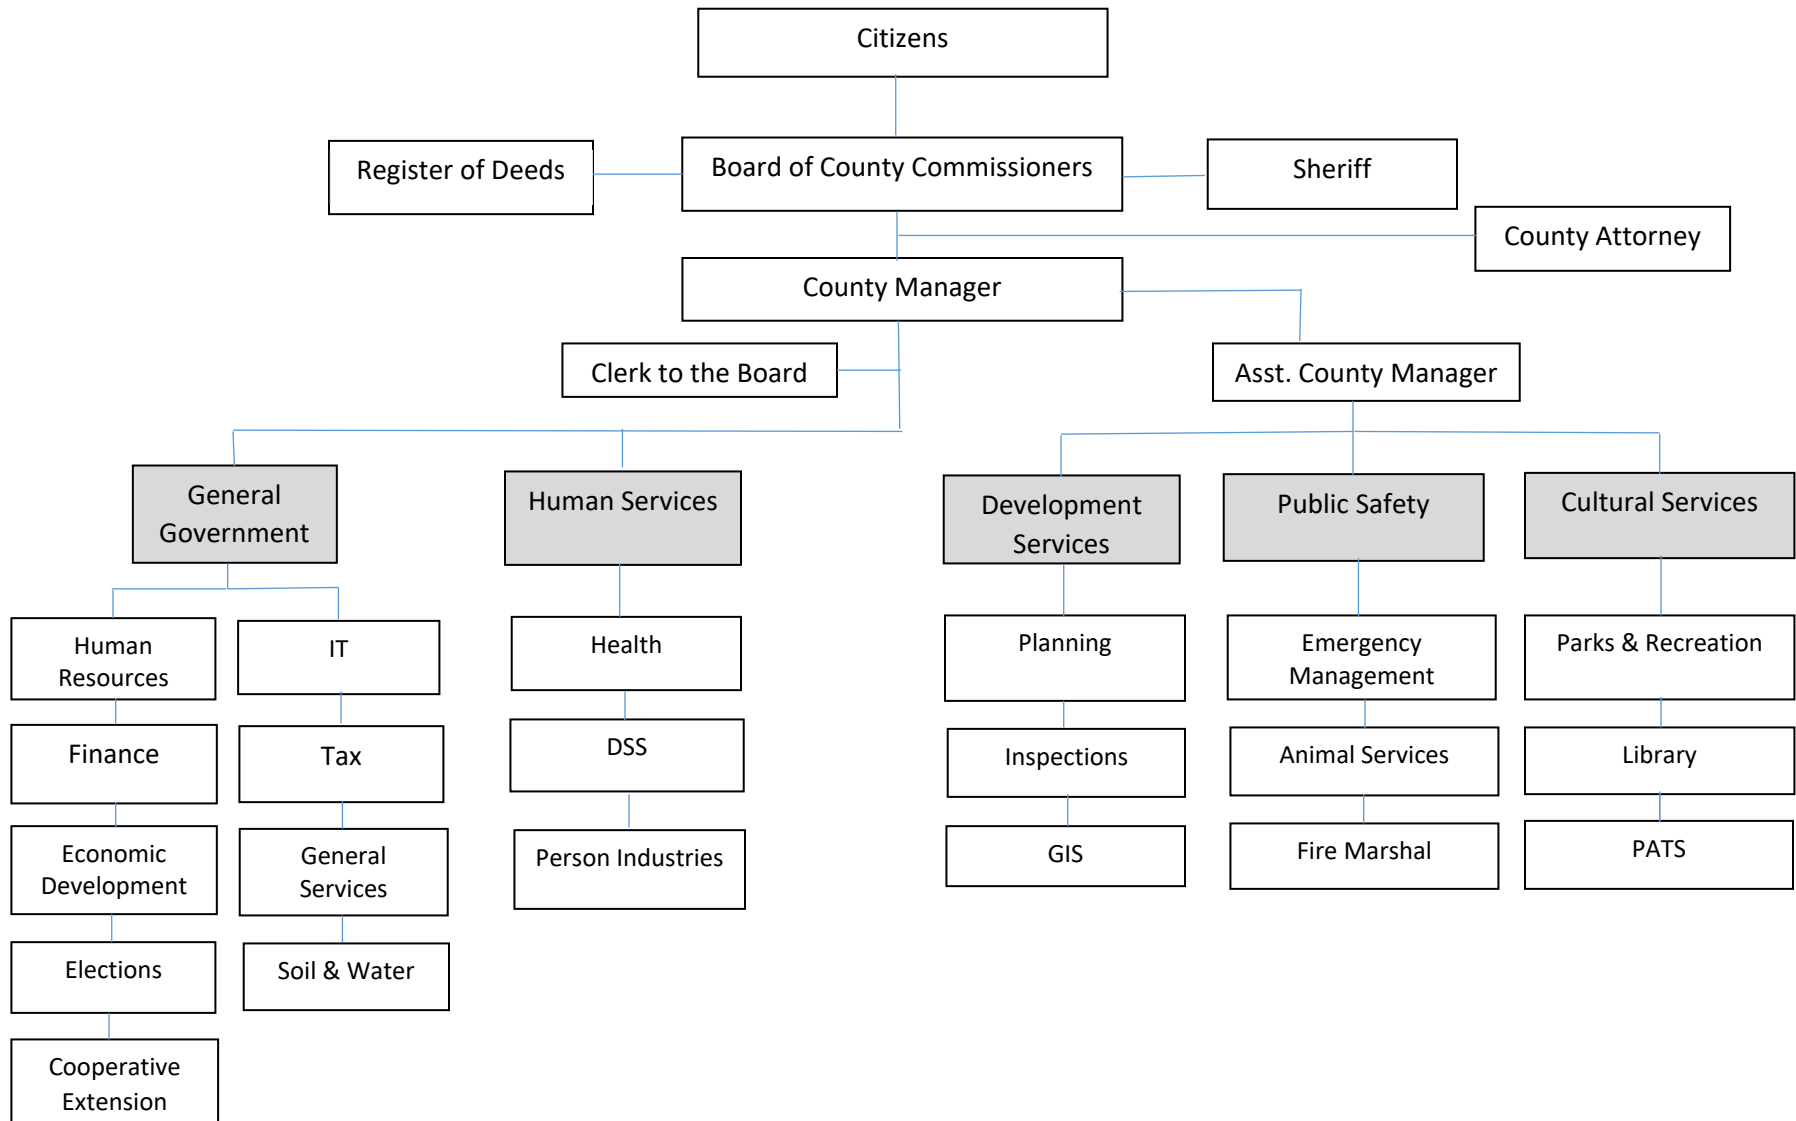 Citizens
Register of Deeds
Board of County Commissioners
Sheriff
County Attorney
County Manager
Clerk to the Board
Asst. County Manager
General
Government
Human Services
Development
Services
Public Safety
Cultural Services
Human
Resources
IT
Health
Planning
Emergency
Management
Parks & Recreation
Finance
Tax
DSS
Inspections
Animal Services
Library
Economic
Development
General
Services
Person Industries
GIS
Fire Marshal
PATS
Elections
Soil & Water
Cooperative
Extension